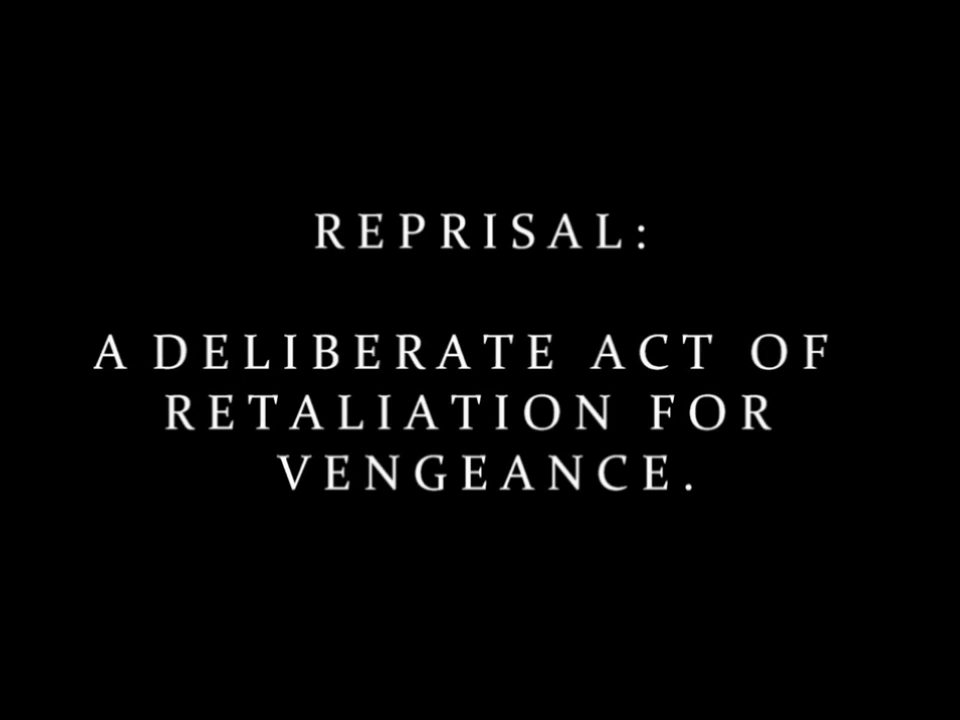 REPRISAL:
A DELIBERATE ACT OF
RETALIATION FOR
VENGEANCE.